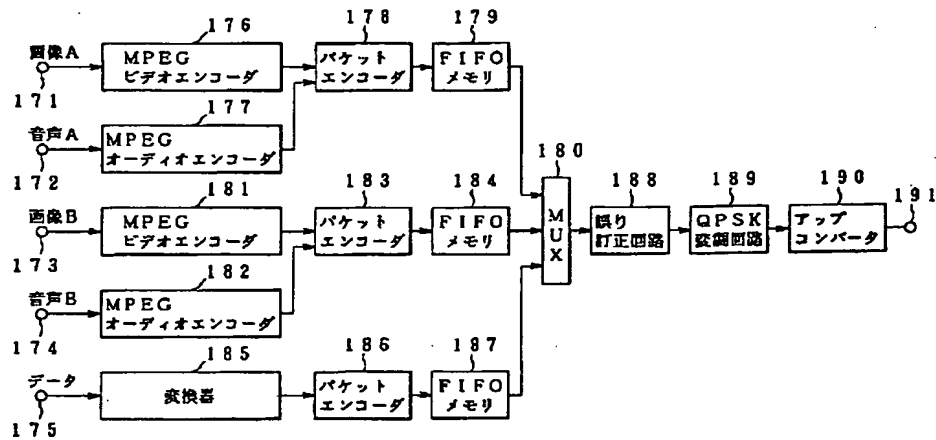 176
178
179
画像A
MPEG
ビデオエンコーダ
パケット
エンコーダ
FIFO
メモリ
171
177
音声A
MPEG
オーディオエンコーダ
172
180
181
183
184
188
189
190
191
画像B
MPEG
ビデオエンコーダ
パケット
エンコーダ
FIFO
メモリ
MUX
誤り
訂正回路
QPSK
変調回路
アップ
コンバータ
173
182
音声B
MPEG
オーディオエンコーダ
174
185
186
187
データ
変換器
パケット
エンコーダ
FIFO
メモリ
175